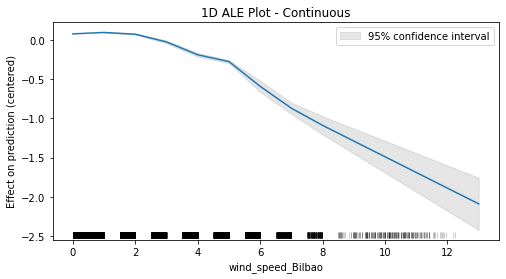 1D ALE Plot - Continuous
95% confidence interval
Effect on prediction (centered)
0.0
−0.5
−1.0
−1.5
−2.0
−2.5
0 2 4 6 8 10 12
wind_speed_Bilbao